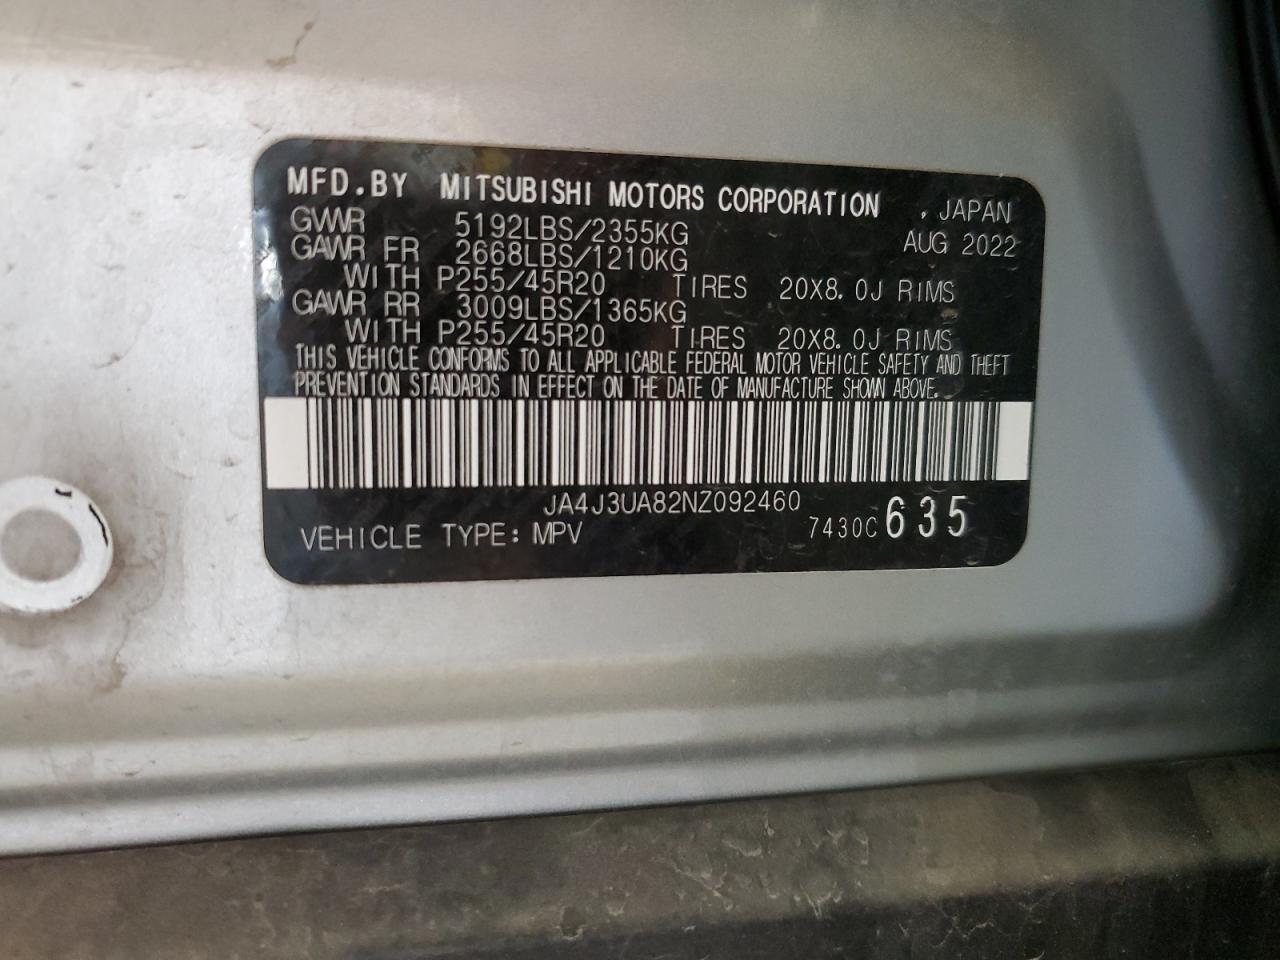 MFD.BY MITSUBISHI MOTORS CORPORATION , JAPAN
GVWR 5192LBS/2355KG AUG 2022
GAWR FR 2668LBS/1210KG
WITH P255/45R20 TIRES 20X8.0J RIMS
GAWR RR 3009LBS/1365KG
WITH P255/45R20 TIRES 20X8.0J RIMS
THIS VEHICLE CONFORMS TO ALL APPLICABLE FEDERAL MOTOR VEHICLE SAFETY AND THEFT
PREVENTION STANDARDS IN EFFECT ON THE DATE OF MANUFACTURE SHOWN ABOVE.
JA4J3UA82NZ092460
VEHICLE TYPE: MPV 7430C 635